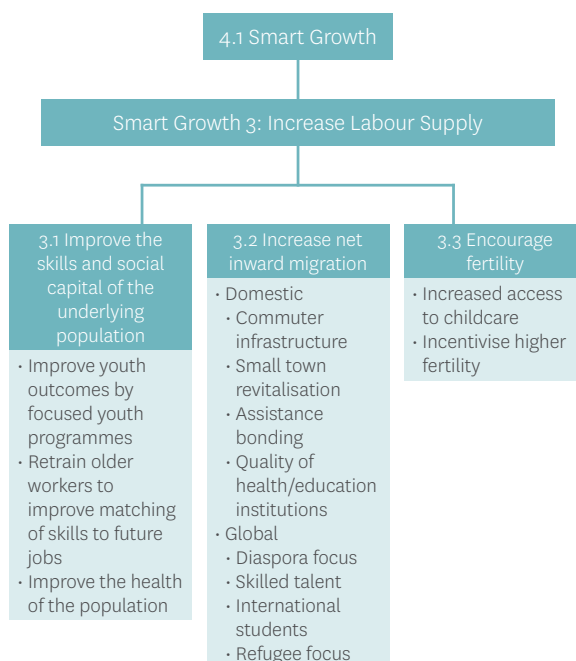 4.1 Smart Growth
Smart Growth 3: Increase Labour Supply
3.1 Improve the
skills and social
capital of the
underlying
population
· Improve youth
outcomes by
focused youth
programmes
· Retrain older
workers to
improve matching
of skills to future
jobs
· Improve the health
of the population
3.2 Increase net
inward migration
· Domestic
· Commuter
infrastructure
· Small town
revitalisation
· Assistance
bonding
· Quality of
health/education
institutions
· Global
· Diaspora focus
· Skilled talent
· International
students
· Refugee focus
3.3 Encourage
fertility
· Increased access
to childcare
· Incentivise higher
fertility